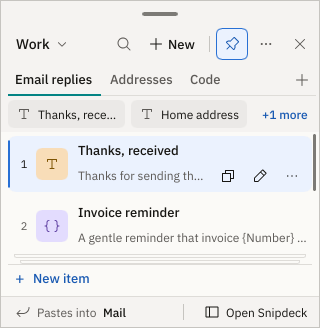 Work New
Email replies Addresses Code
Thanks, rece... Home address +1 more
1 T Thanks, received
Thanks for sending th...
2 { } Invoice reminder
A gentle reminder that invoice {Number} ...
+ New item
Pastes into Mail Open Snipdeck